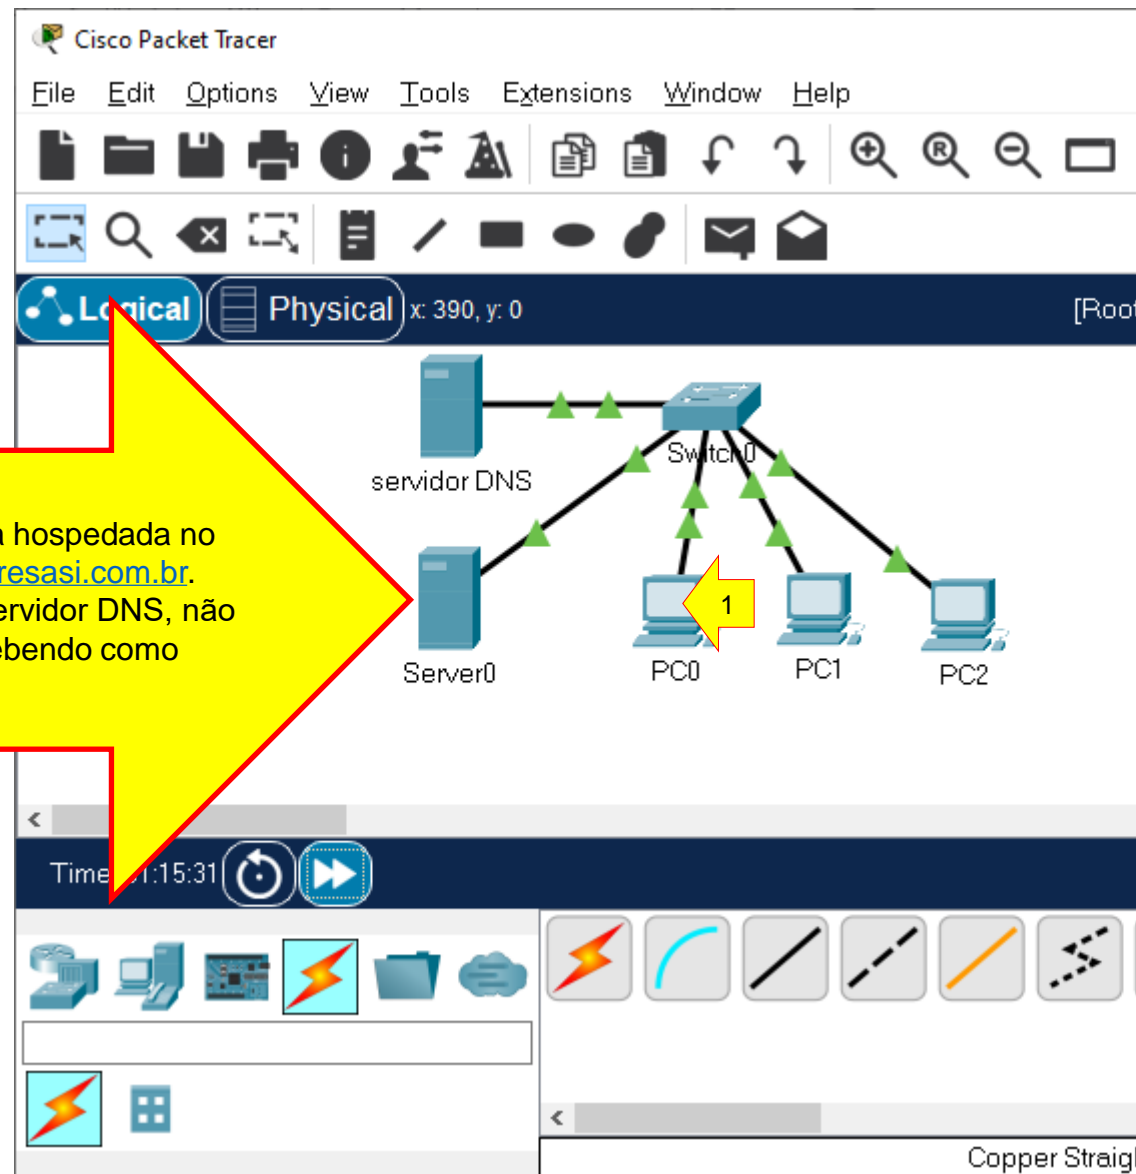 Cisco Packet Tracer
File Edit Options View Tools Extensions Window Help
Logical Physical x: 390, y: 0 [Root
Switch0
servidor DNS
a hospedada no
resasi.com.br.
ervidor DNS, não
ebendo como
1
Server0 PC0 PC1 PC2
Time 1:15:31
Copper Straigh